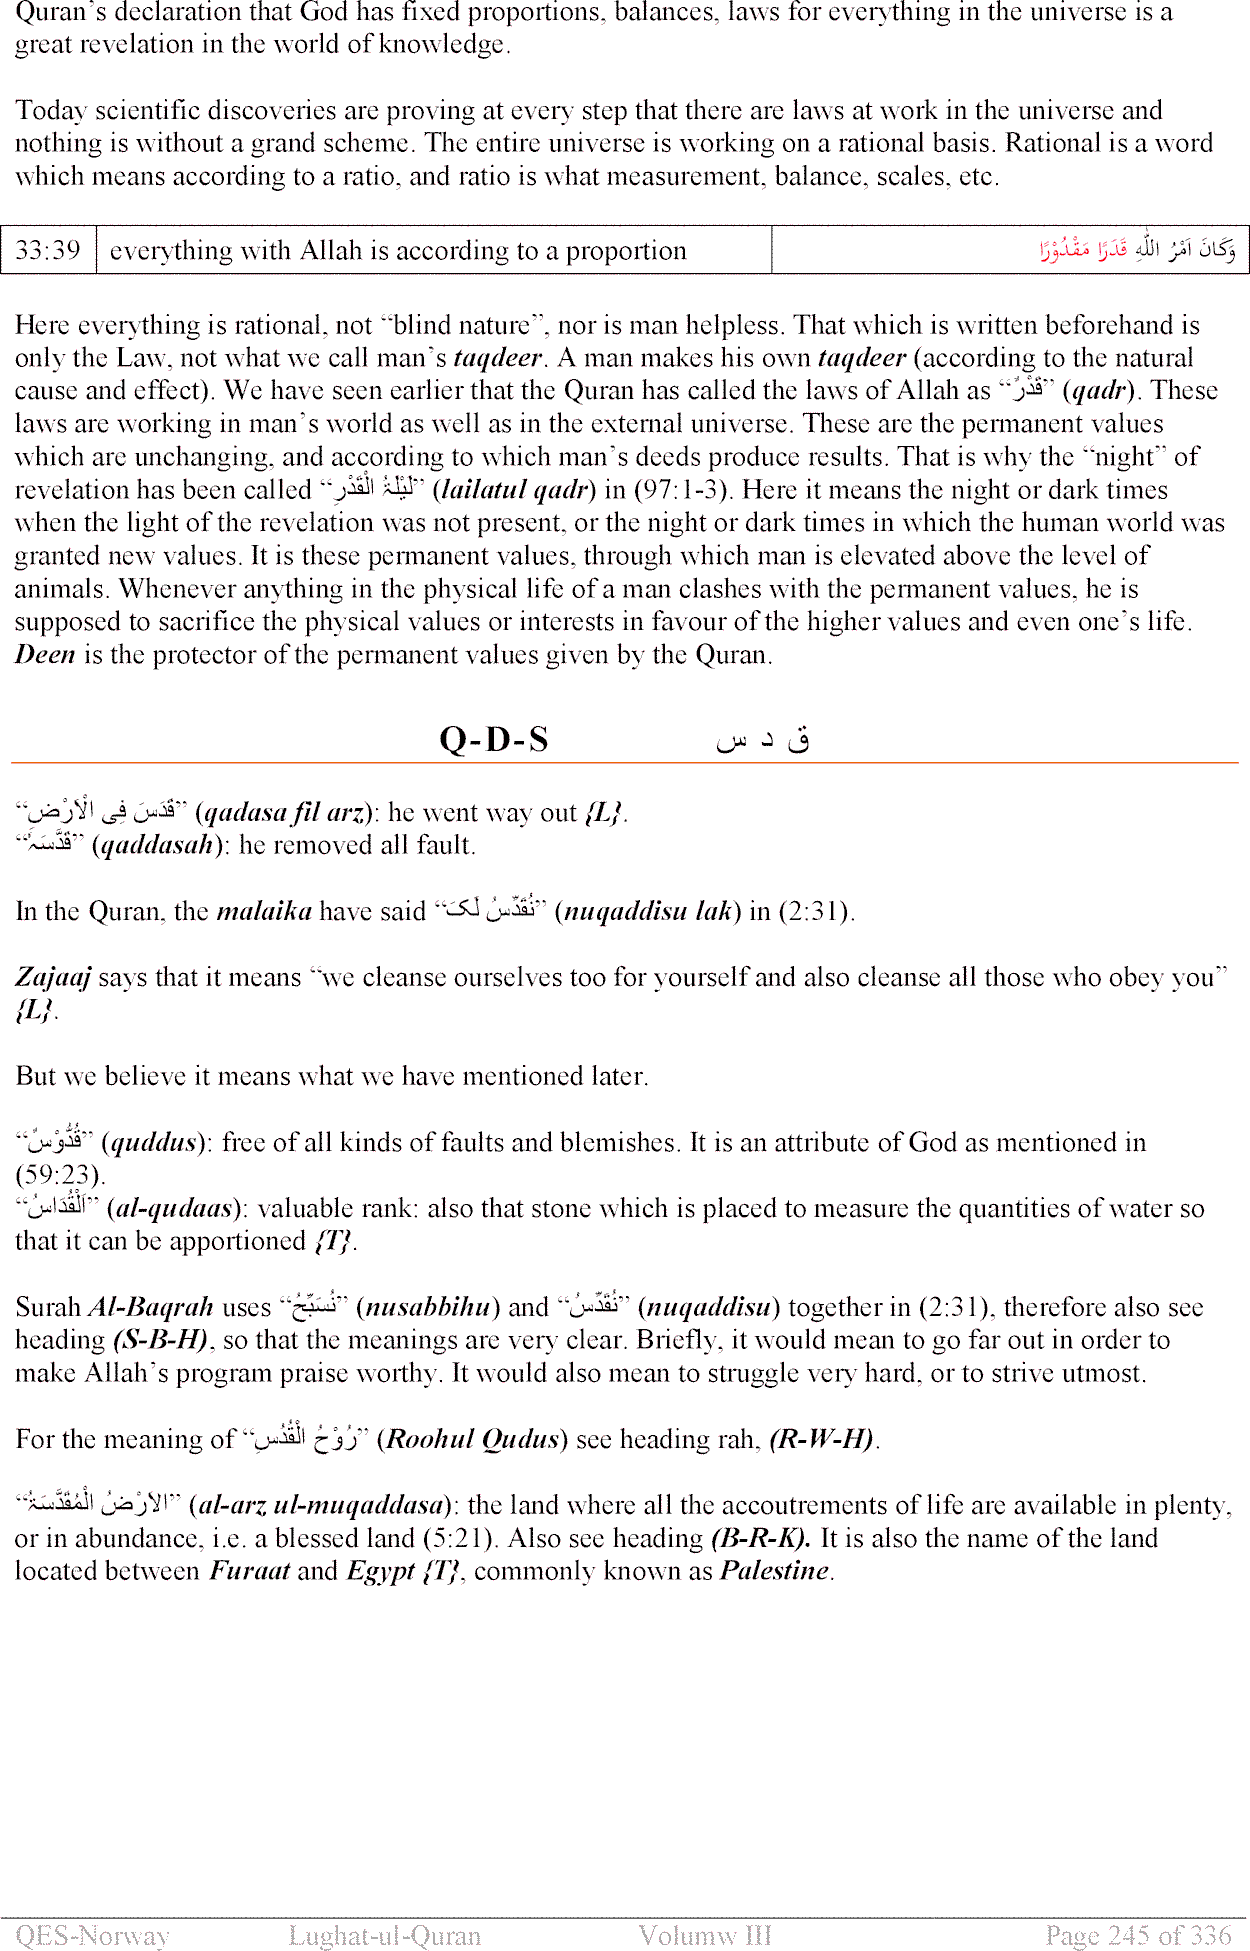 Quran’s declaration that God has fixed proportions, balances, laws for everything in the universe is a
great revelation in the world of knowledge.
Today scientific discoveries are proving at every step that there are laws at work in the universe and
nothing is without a grand scheme. The entire universe is working on a rational basis. Rational is a word
which means according to a ratio, and ratio is what measurement, balance, scales, etc.
33:39 everything with Allah is according to a proportion وَكَانَ اَمْرُ اللّٰهِ قَدَرًا مَقْدُوْرًا
Here everything is rational, not “blind nature”, nor is man helpless. That which is written beforehand is
only the Law, not what we call man’s taqdeer. A man makes his own taqdeer (according to the natural
cause and effect). We have seen earlier that the Quran has called the laws of Allah as “قَدْرٌ” (qadr). These
laws are working in man’s world as well as in the external universe. These are the permanent values
which are unchanging, and according to which man’s deeds produce results. That is why the “night” of
revelation has been called “لَيْلَۃُ الْقَدْرِ” (lailatul qadr) in (97:1-3). Here it means the night or dark times
when the light of the revelation was not present, or the night or dark times in which the human world was
granted new values. It is these permanent values, through which man is elevated above the level of
animals. Whenever anything in the physical life of a man clashes with the permanent values, he is
supposed to sacrifice the physical values or interests in favour of the higher values and even one’s life.
Deen is the protector of the permanent values given by the Quran.
Q-D-S ق د س
“قَدَسَ فِی الْاَرْضِ” (qadasa fil arz): he went way out {L}.
“قَدَّسَہٗ” (qaddasah): he removed all fault.
In the Quran, the malaika have said “نُقَدِّسُ لَکَ” (nuqaddisu lak) in (2:31).
Zajaaj says that it means “we cleanse ourselves too for yourself and also cleanse all those who obey you”
{L}.
But we believe it means what we have mentioned later.
“قُدُّوْسٌ” (quddus): free of all kinds of faults and blemishes. It is an attribute of God as mentioned in
(59:23).
“اَلْقُدَاسُ” (al-qudaas): valuable rank: also that stone which is placed to measure the quantities of water so
that it can be apportioned {T}.
Surah Al-Baqrah uses “نُسَبِّحُ” (nusabbihu) and “نُقَدِّسُ” (nuqaddisu) together in (2:31), therefore also see
heading (S-B-H), so that the meanings are very clear. Briefly, it would mean to go far out in order to
make Allah’s program praise worthy. It would also mean to struggle very hard, or to strive utmost.
For the meaning of “رُوْحُ الْقُدُسِ” (Roohul Qudus) see heading rah, (R-W-H).
“الاَرْضُ الْمُقَدَّسَۃُ” (al-arz ul-muqaddasa): the land where all the accoutrements of life are available in plenty,
or in abundance, i.e. a blessed land (5:21). Also see heading (B-R-K). It is also the name of the land
located between Furaat and Egypt {T}, commonly known as Palestine.
QES-Norway Lughat-ul-Quran Volumw III Page 245 of 336